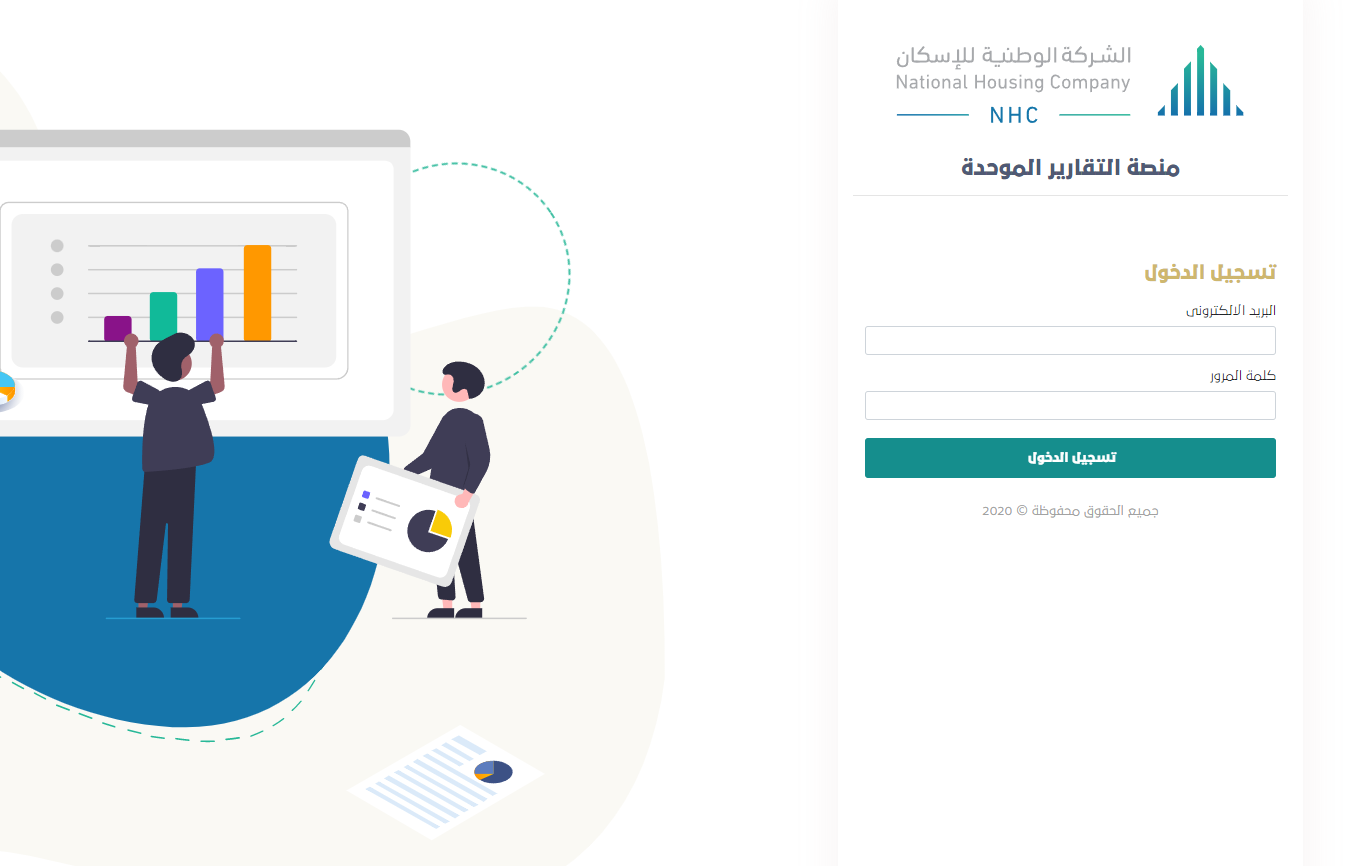 الشركة الوطنية للإسكان
National Housing Company
NHC
منصة التقارير الموحدة
تسجيل الدخول
البريد الالكترونى
كلمة المرور
تسجيل الدخول
جميع الحقوق محفوظة © 2020